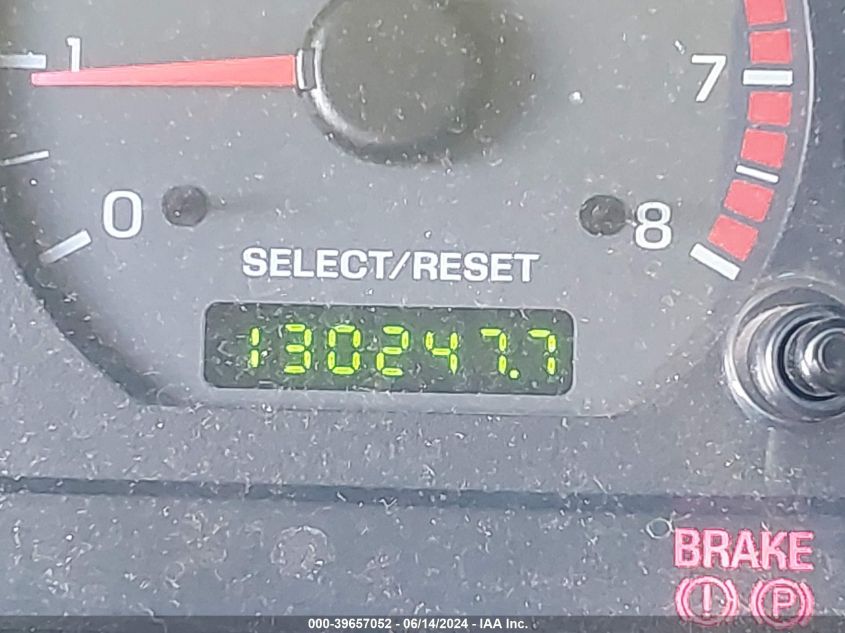 1
7
0
8
SELECT/RESET
130247.7
BRAKE
(!) (P)
000-39657052 - 06/14/2024 - IAA Inc.